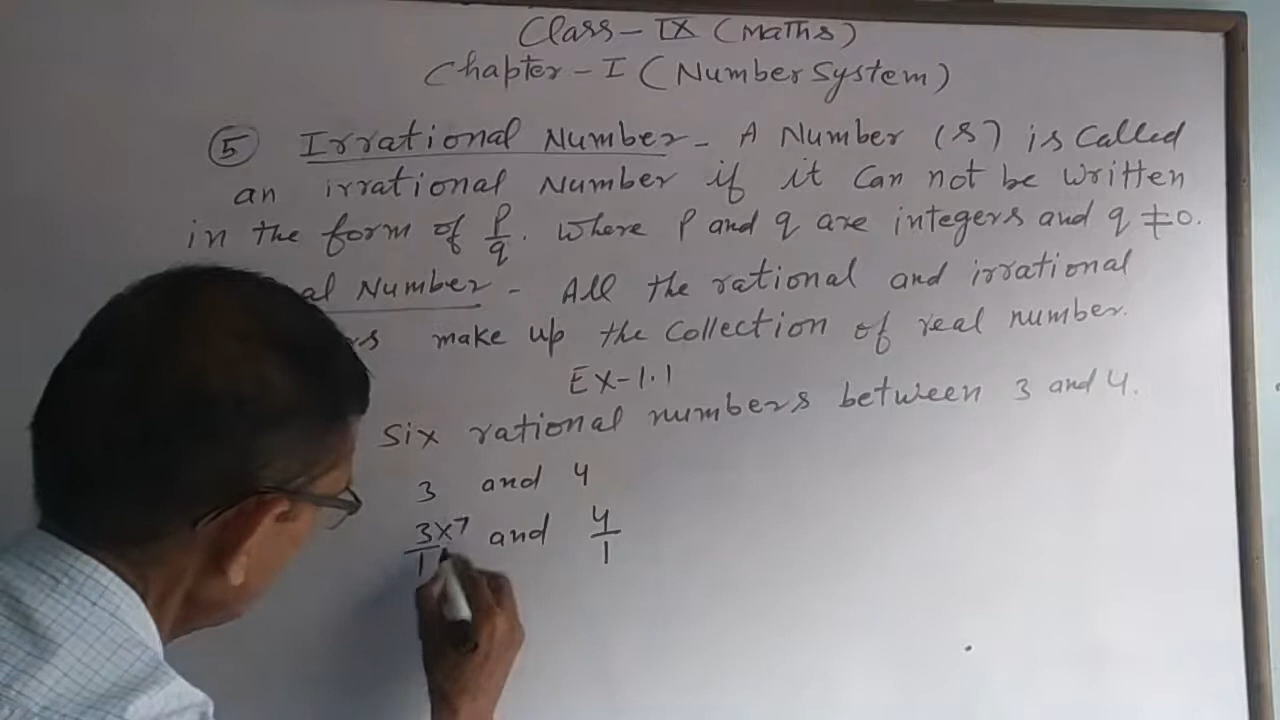 Class - IX (Maths)
Chapter - I (Number System)
⑤ Irrational Number - A Number (s) is called
an irrational Number if it can not be written
in the form of p/q. Where p and q are integers and q ≠ 0.
al Number - All the rational and irrational
rs make up the collection of real number.
EX-1.1
Six rational numbers between 3 and 4.
3 and 4
3×7/1 and 4/1